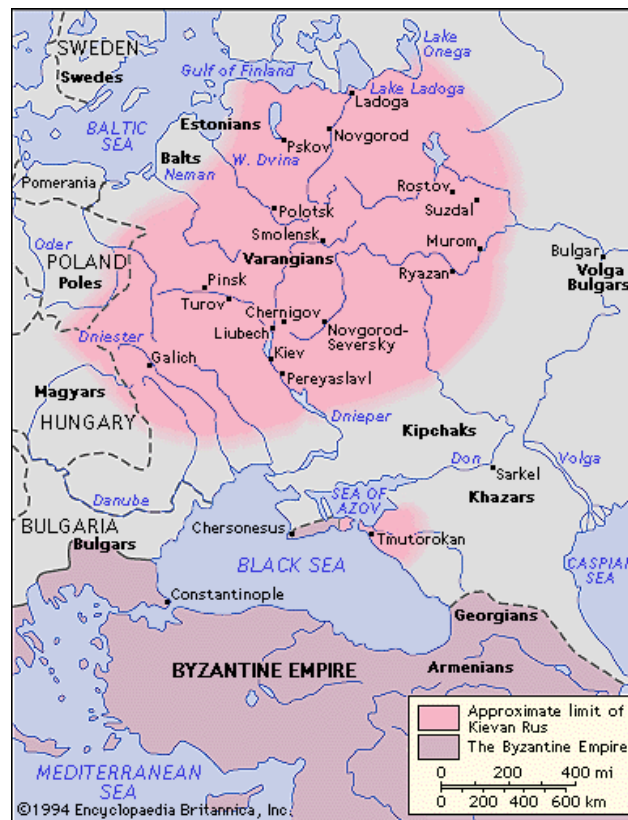 SWEDEN
Swedes
Lake
Onega
Gulf of Finland
Lake Ladoga
Ladoga
BALTIC
SEA
Estonians
Novgorod
Pskov
Balts
W. Dvina
Neman
Pomerania
Rostov
Suzdal
Polotsk
Smolensk
Murom
Oder
Varangians
Bulgar
POLAND
Poles
Ryazan
Volga
Bulgars
Pinsk
Turov
Chernigov
Dniester
Liubech
Novgorod-
Seversky
Galich
Kiev
Pereyaslavl
Magyars
Dnieper
HUNGARY
Kipchaks
Don
Volga
Sarkel
Danube
SEA OF
AZOV
Khazars
BULGARIA
Bulgars
Chersonesus
Tmutorokan
BLACK SEA
CASPIAN
SEA
Constantinople
Georgians
BYZANTINE EMPIRE
Armenians
Approximate limit of
Kievan Rus
The Byzantine Empire
0 200 400 mi
0 200 400 600 km
MEDITERRANEAN
SEA
©1994 Encyclopaedia Britannica, Inc.